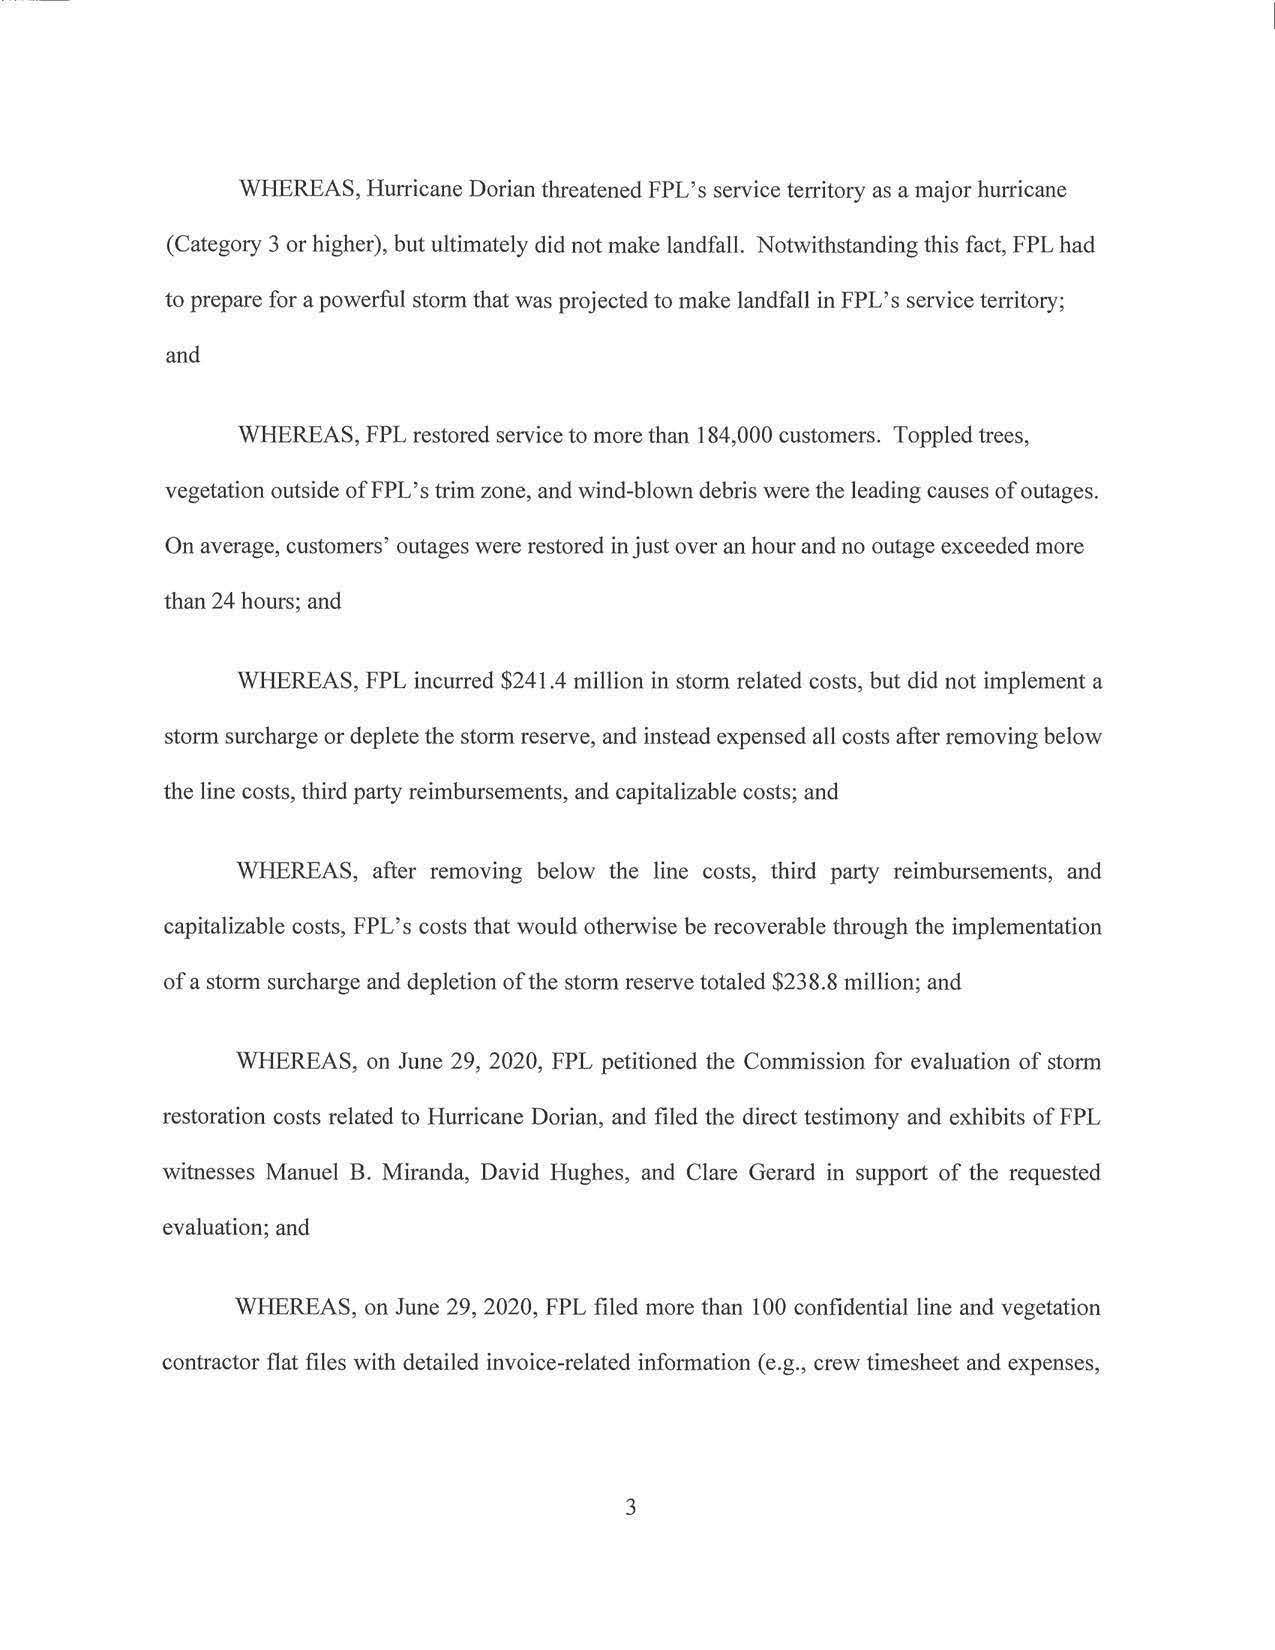 WHEREAS, Hurricane Dorian threatened FPL's service territory as a major hurricane
(Category 3 or higher), but ultimately did not make landfall.  Notwithstanding this fact, FPL had
to prepare for a powerful storm that was projected to make landfall in FPL's service territory;
and
WHEREAS, FPL restored service to more than 184,000 customers.  Toppled trees,
vegetation outside of FPL's trim zone, and wind-blown debris were the leading causes of outages.
On average, customers' outages were restored in just over an hour and no outage exceeded more
than 24 hours; and
WHEREAS, FPL incurred $241.4 million in storm related costs, but did not implement a
storm surcharge or deplete the storm reserve, and instead expensed all costs after removing below
the line costs, third party reimbursements, and capitalizable costs; and
WHEREAS, after removing below the line costs, third party reimbursements, and
capitalizable costs, FPL's costs that would otherwise be recoverable through the implementation
of a storm surcharge and depletion of the storm reserve totaled $238.8 million; and
WHEREAS, on June 29, 2020, FPL petitioned the Commission for evaluation of storm
restoration costs related to Hurricane Dorian, and filed the direct testimony and exhibits of FPL
witnesses Manuel B. Miranda, David Hughes, and Clare Gerard in support of the requested
evaluation; and
WHEREAS, on June 29, 2020, FPL filed more than 100 confidential line and vegetation
contractor flat files with detailed invoice-related information (e.g., crew timesheet and expenses,
3